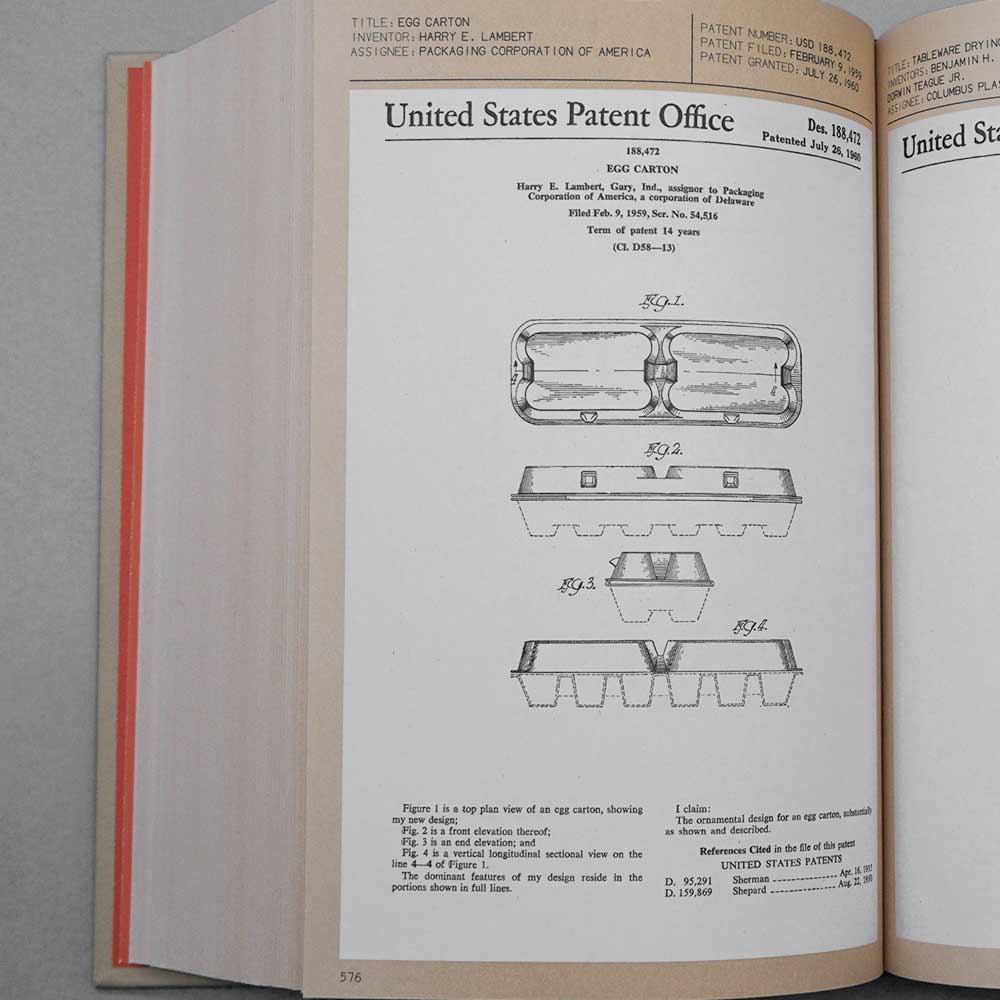 TITLE: EGG CARTON
INVENTOR: HARRY E. LAMBERT
ASSIGNEE: PACKAGING CORPORATION OF AMERICA
PATENT NUMBER: USD 188,472
PATENT FILED: FEBRUARY 9, 1959
PATENT GRANTED: JULY 26, 1960
United States Patent Office
Des. 188,472
Patented July 26, 1960
188,472
EGG CARTON
Harry E. Lambert, Gary, Ind., assignor to Packaging
Corporation of America, a corporation of Delaware
Filed Feb. 9, 1959, Ser. No. 54,516
Term of patent 14 years
(Cl. D58—13)
Fig. 1.
4
4
Fig. 2.
Fig. 3.
Fig. 4.
Figure 1 is a top plan view of an egg carton, showing
my new design;
Fig. 2 is a front elevation thereof;
Fig. 3 is an end elevation; and
Fig. 4 is a vertical longitudinal sectional view on the
line 4—4 of Figure 1.
The dominant features of my design reside in the
portions shown in full lines.
I claim:
The ornamental design for an egg carton, substantially
as shown and described.
References Cited in the file of this patent
UNITED STATES PATENTS
D. 95,291 Sherman -------------- Apr. 16, 1935
D. 159,869 Shepard -------------- Aug. 22, 1950
576
TITLE: TABLEWARE DRYING
INVENTORS: BENJAMIN H.
DORWIN TEAGUE JR.
ASSIGNEE: COLUMBUS PLAS
United Sta